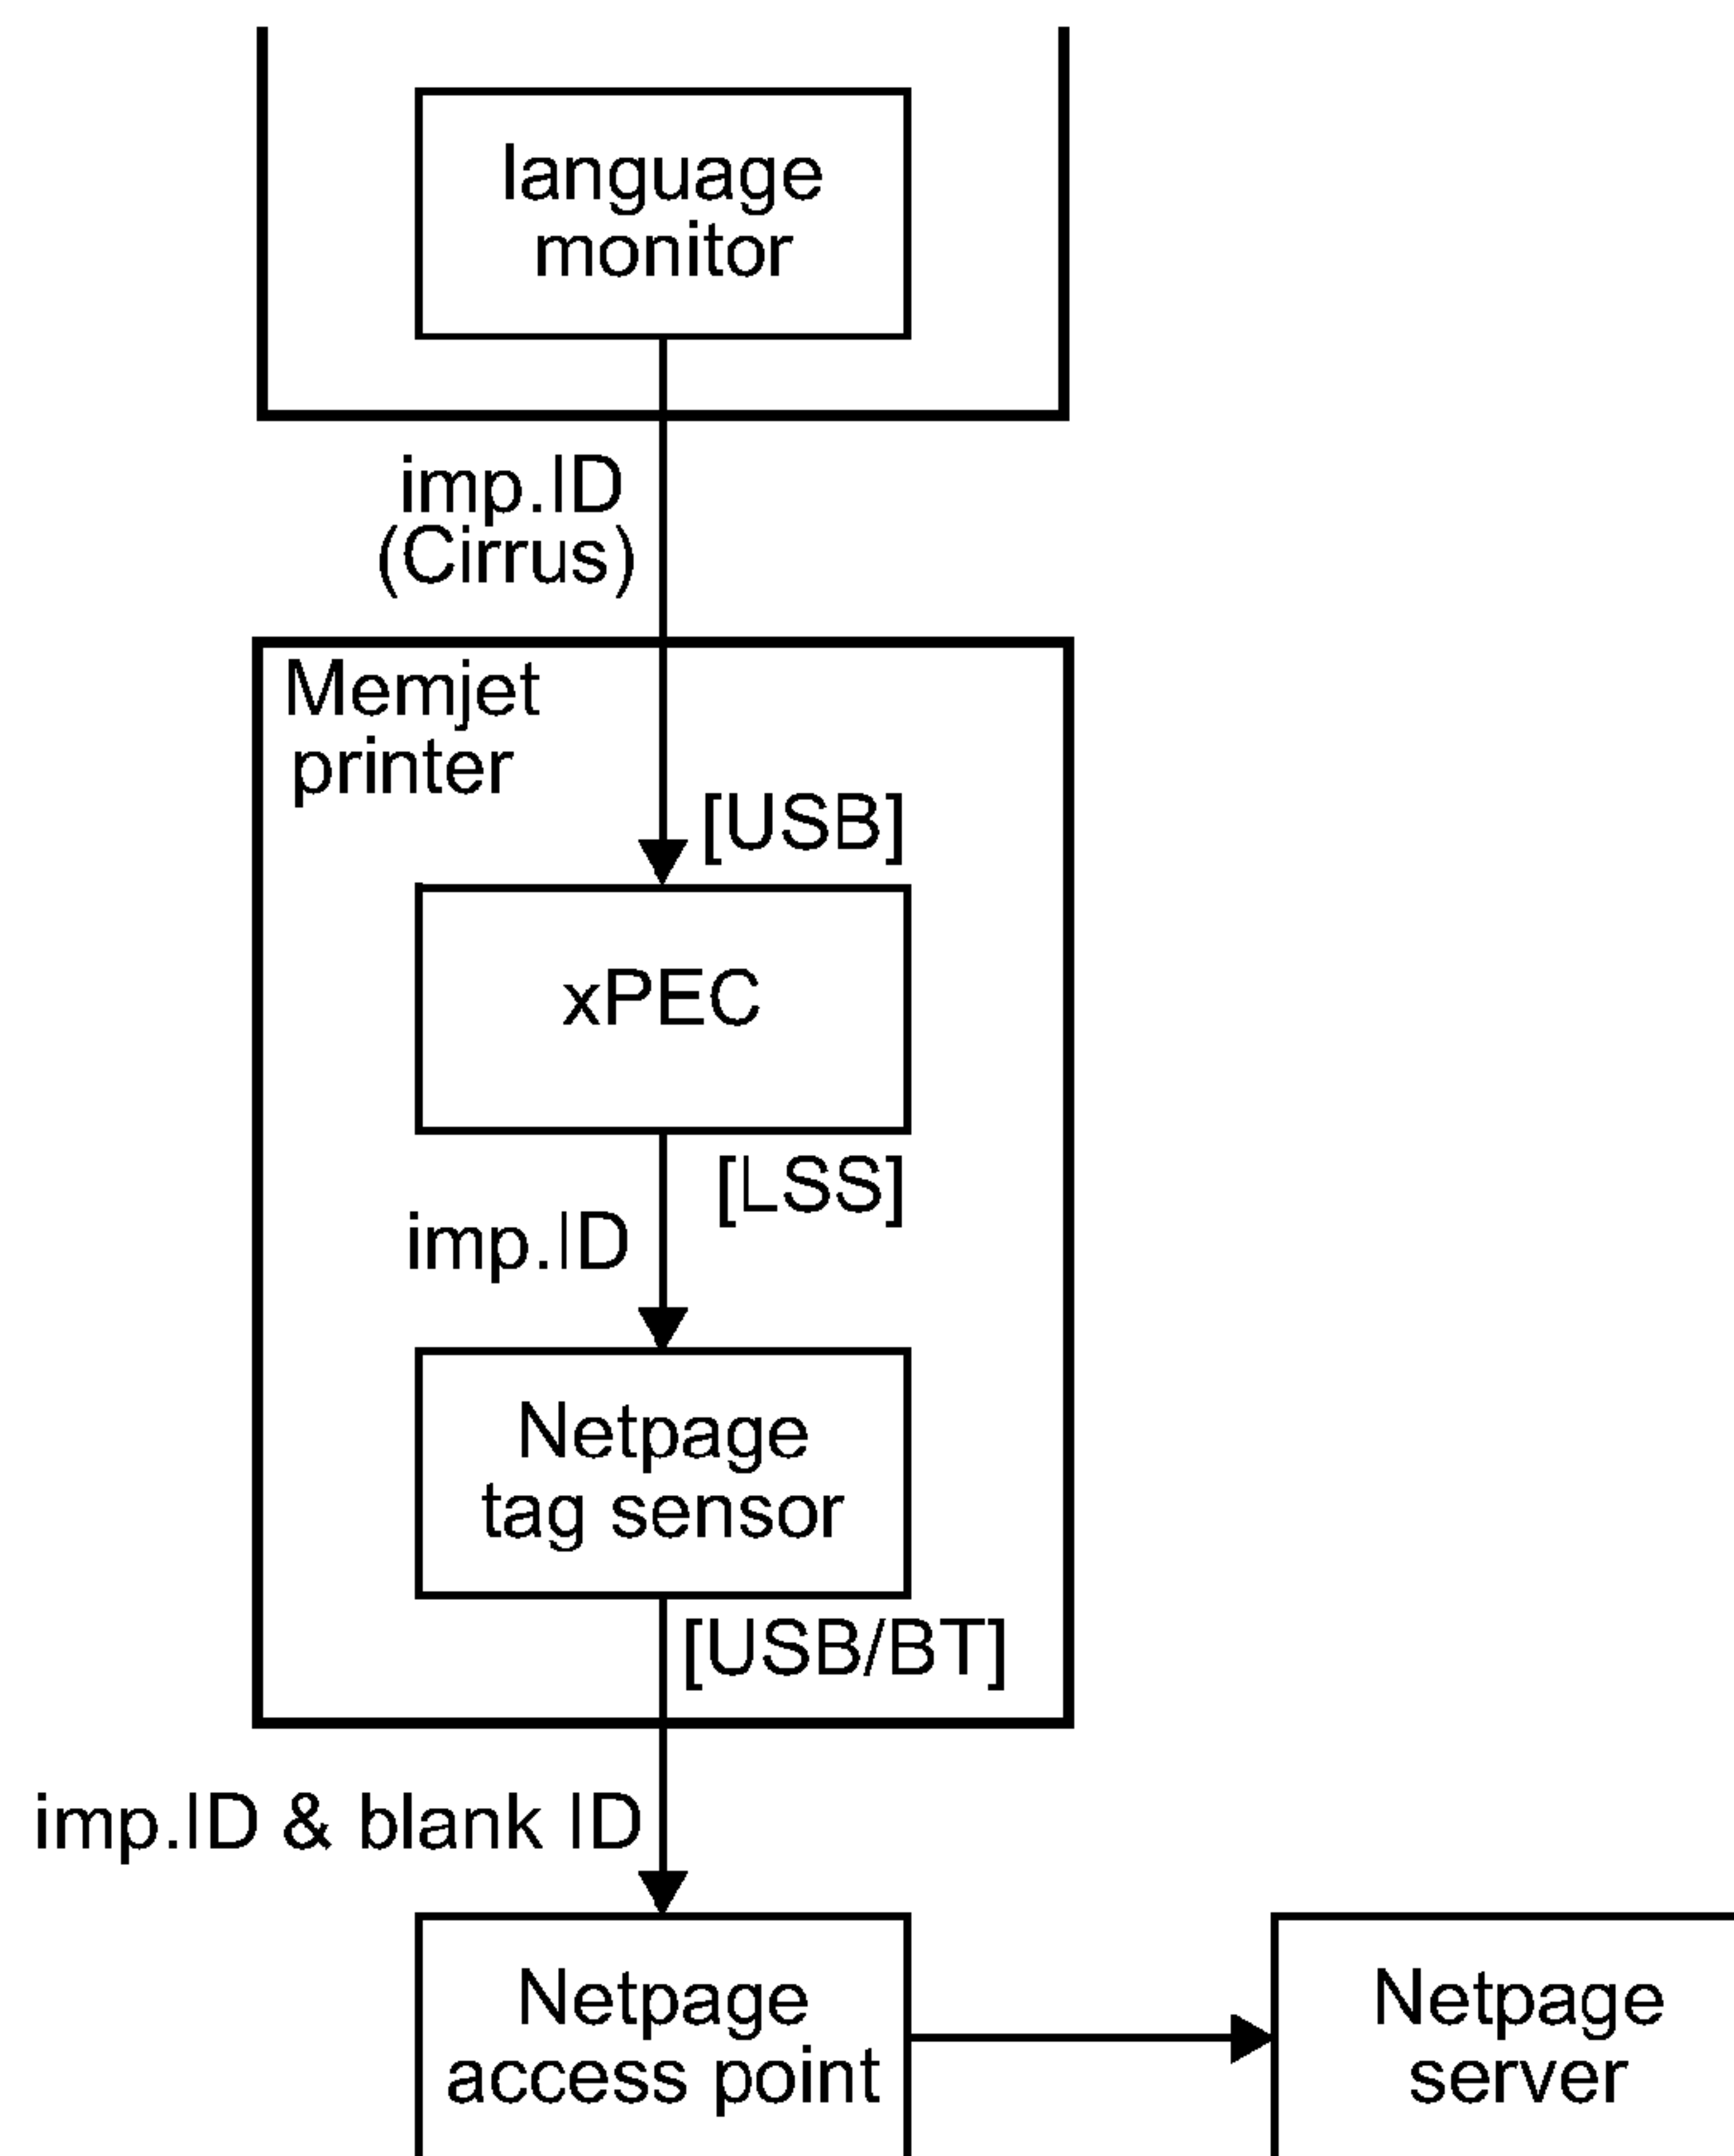 language
monitor
imp.ID
(Cirrus)
Memjet
printer
[USB]
xPEC
[LSS]
imp.ID
Netpage
tag sensor
[USB/BT]
imp.ID & blank ID
Netpage
access point
Netpage
server